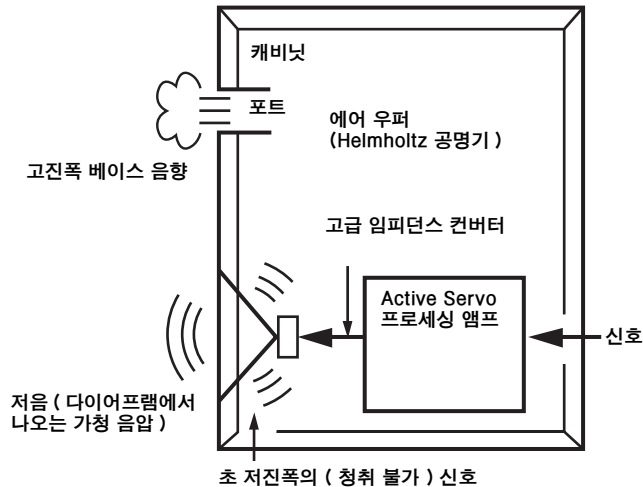 캐비닛
포트
에어 우퍼
(Helmholtz 공명기 )
고진폭 베이스 음향
고급 임피던스 컨버터
Active Servo
프로세싱 앰프
신호
저음 ( 다이어프램에서
나오는 가청 음압 )
초 저진폭의 ( 청취 불가 ) 신호